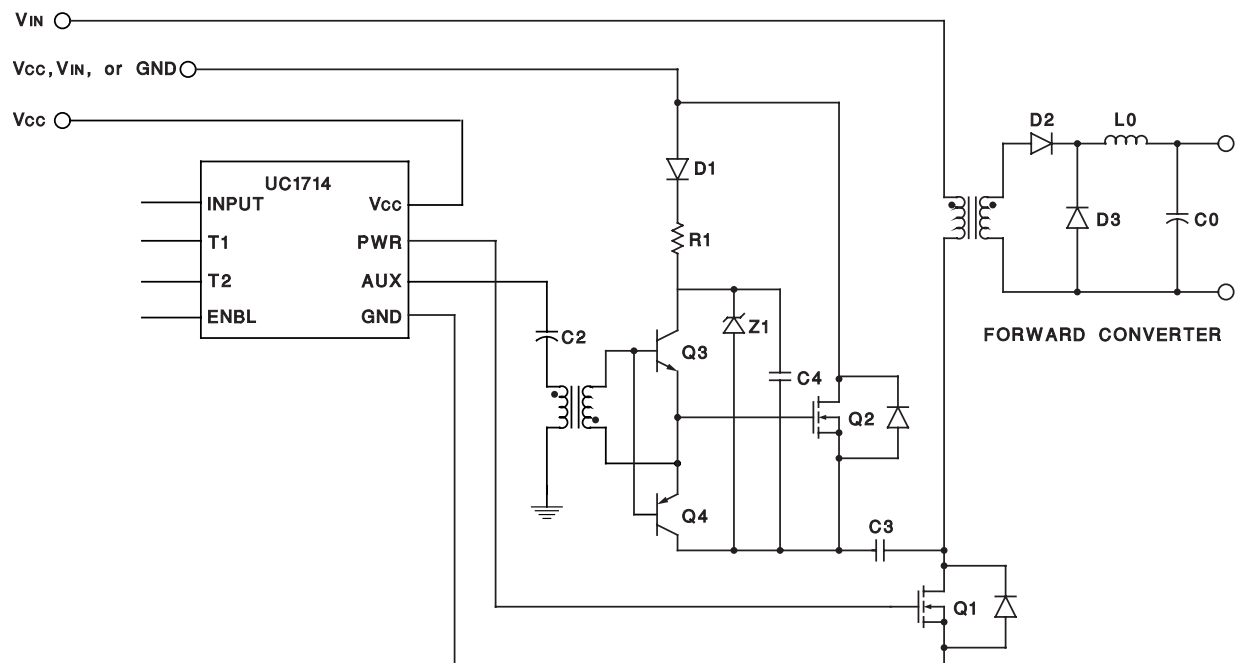 VIN
VCC, VIN, or GND
VCC
UC1714
INPUT
VCC
T1
PWR
T2
AUX
ENBL
GND
C2
D1
R1
Q3
Z1
C4
Q2
Q4
C3
Q1
D2
L0
D3
C0
FORWARD CONVERTER